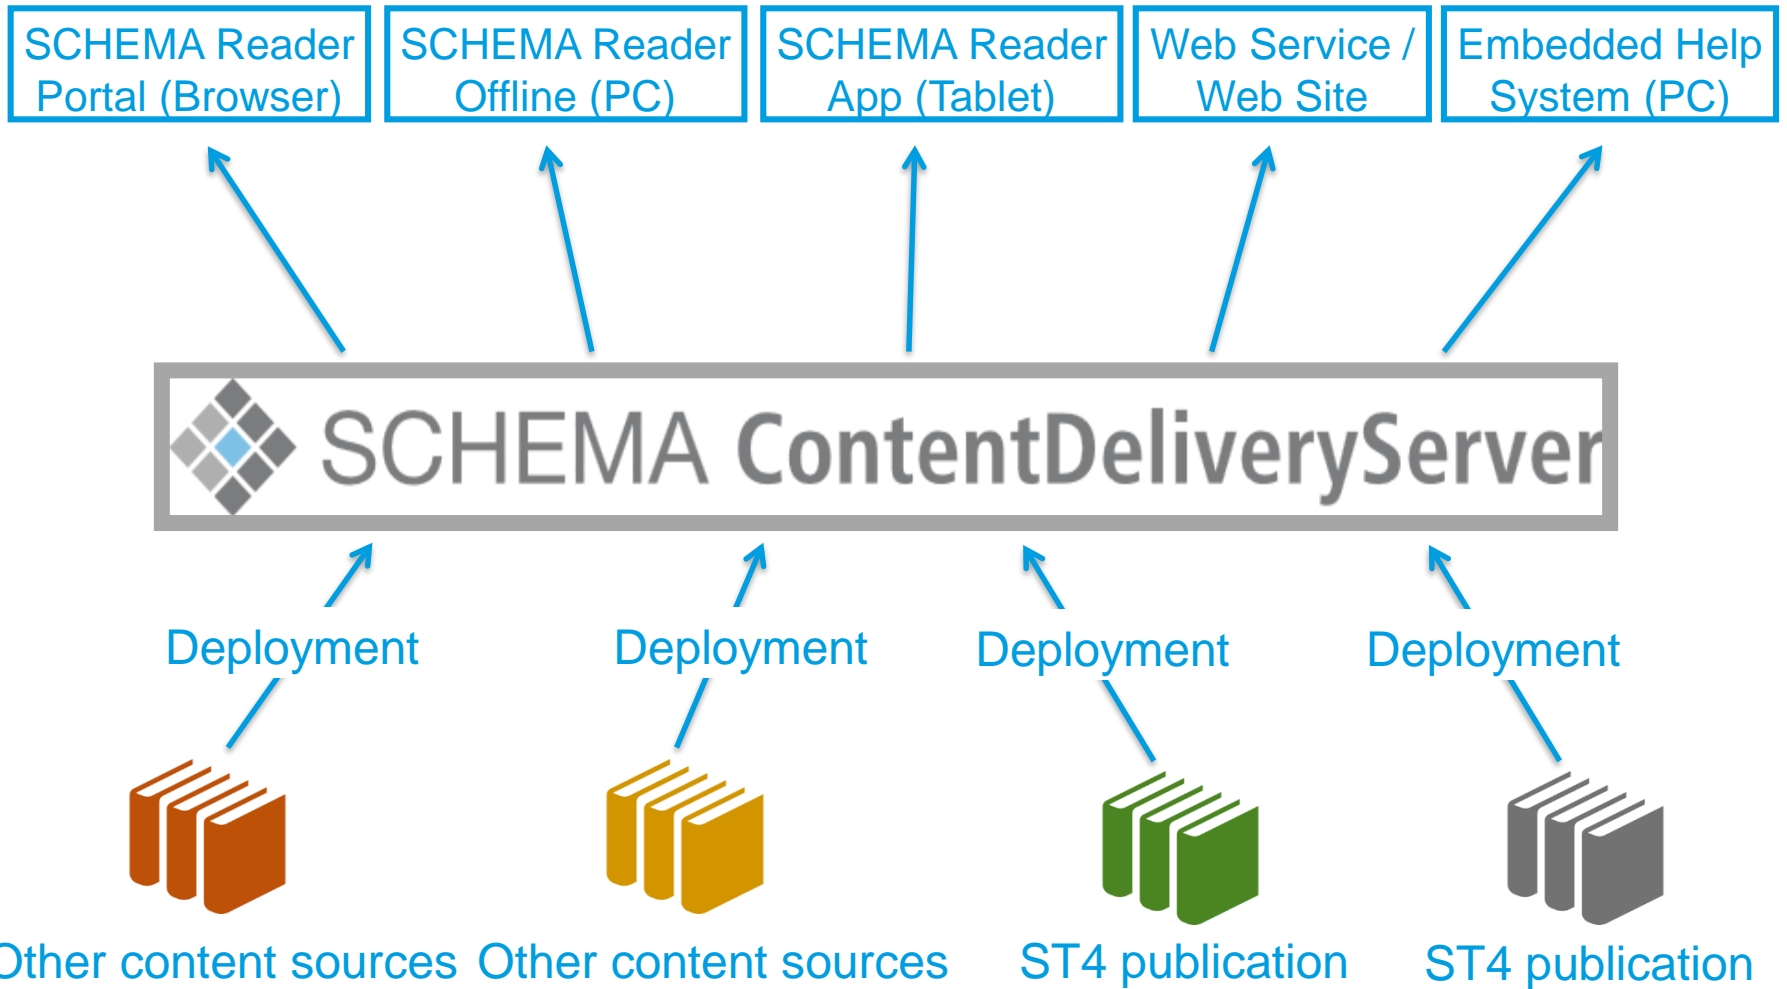 SCHEMA Reader
Portal (Browser)
SCHEMA Reader
Offline (PC)
SCHEMA Reader
App (Tablet)
Web Service /
Web Site
Embedded Help
System (PC)
SCHEMA ContentDeliveryServer
Deployment
Deployment
Deployment
Deployment
Other content sources
Other content sources
ST4 publication
ST4 publication